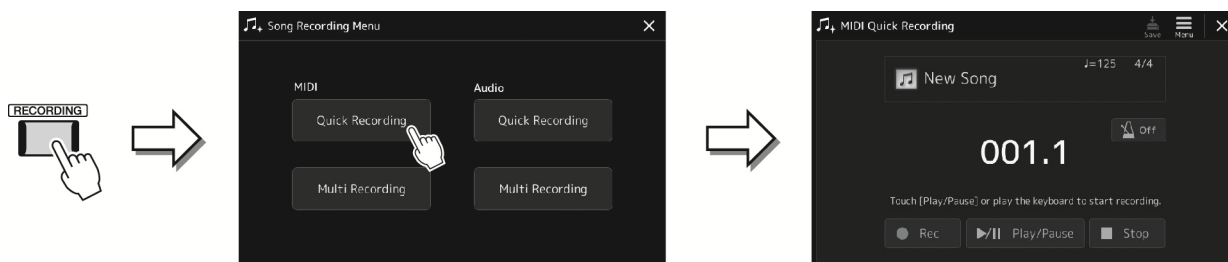 RECORDING
Song Recording Menu
MIDI
Audio
Quick Recording
Quick Recording
Multi Recording
Multi Recording
MIDI Quick Recording
Save
Menu
♩=125 4/4
New Song
Off
001.1
Touch [Play/Pause] or play the keyboard to start recording.
Rec
Play/Pause
Stop